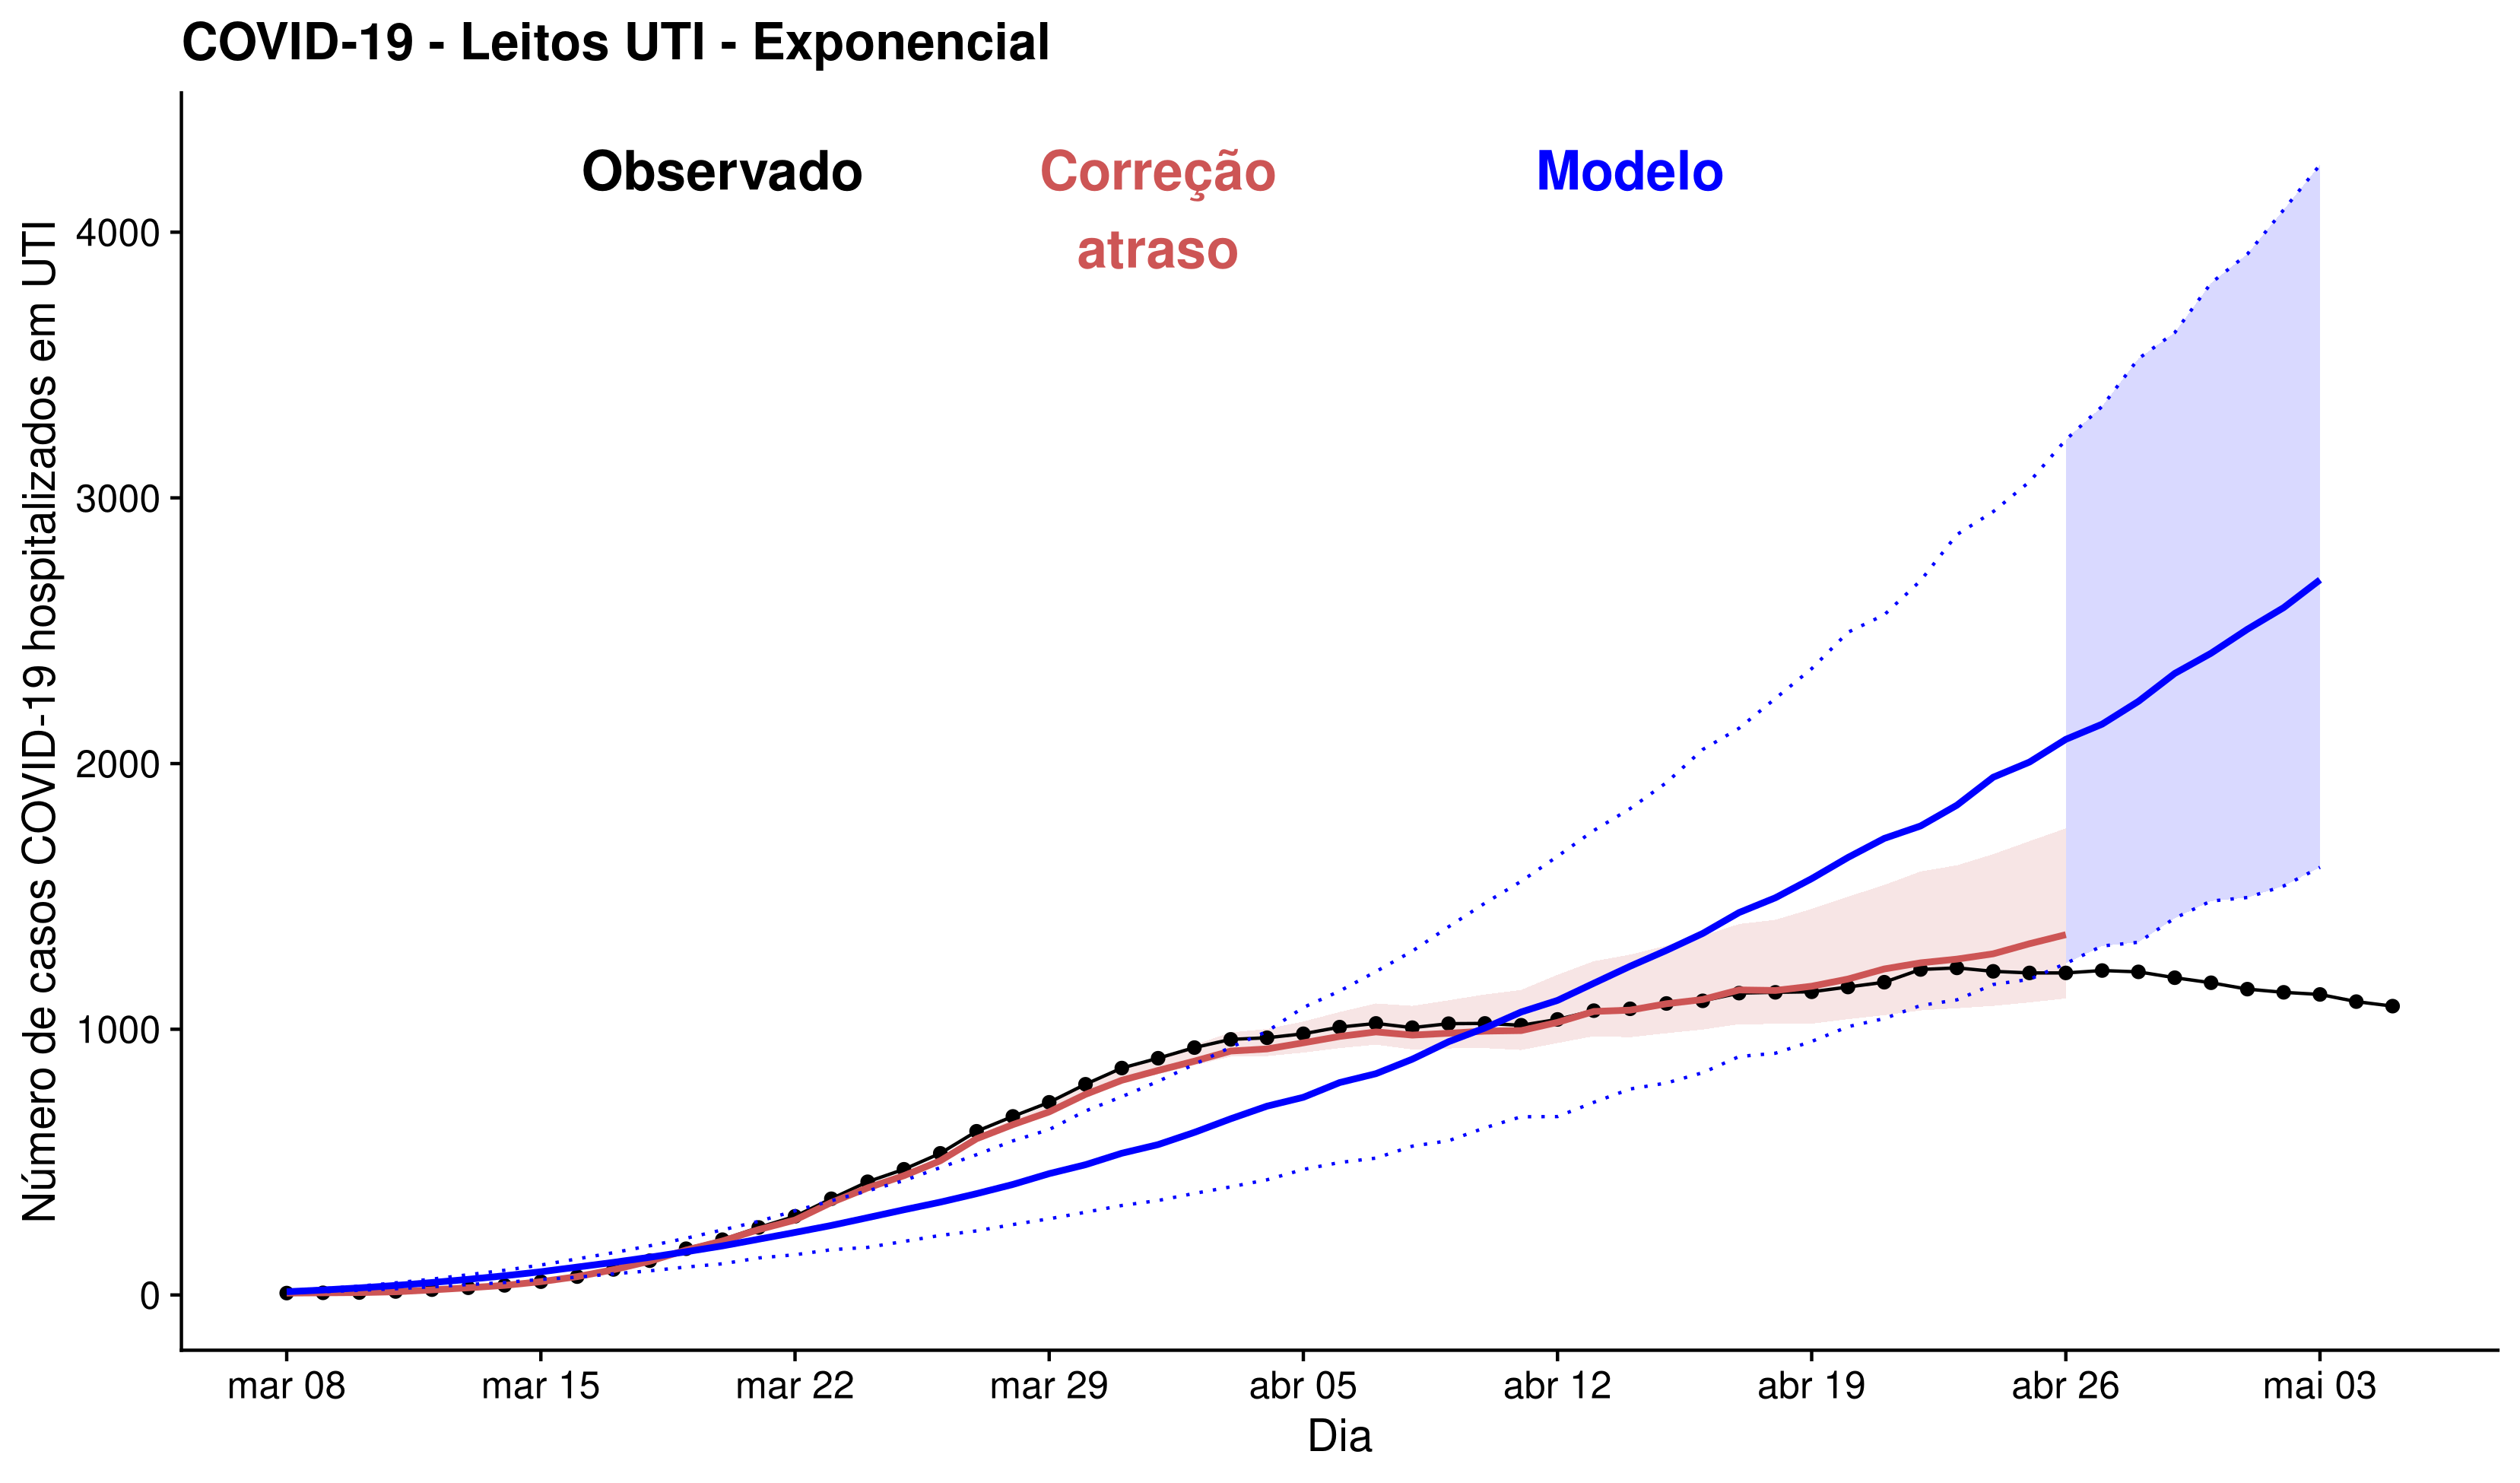 COVID-19 - Leitos UTI - Exponencial
Observado
Correção
atraso
Modelo
Número de casos COVID-19 hospitalizados em UTI
4000
3000
2000
1000
0
mar 08 mar 15 mar 22 mar 29 abr 05 abr 12 abr 19 abr 26 mai 03
Dia